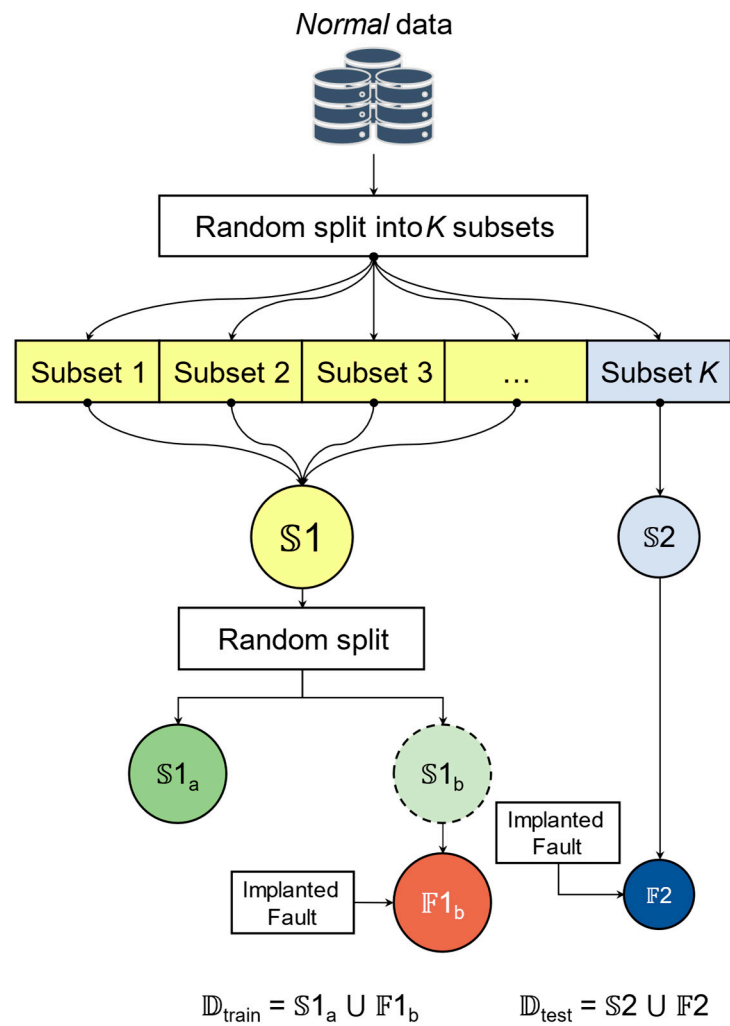 Normal data
Random split into K subsets
Subset 1 Subset 2 Subset 3 ... Subset K
𝕊1 𝕊2
Random split
𝕊1a 𝕊1b
Implanted
Fault
Implanted
Fault
𝔽1b 𝔽2
𝔻train = 𝕊1a U 𝔽1b 𝔻test = 𝕊2 U 𝔽2